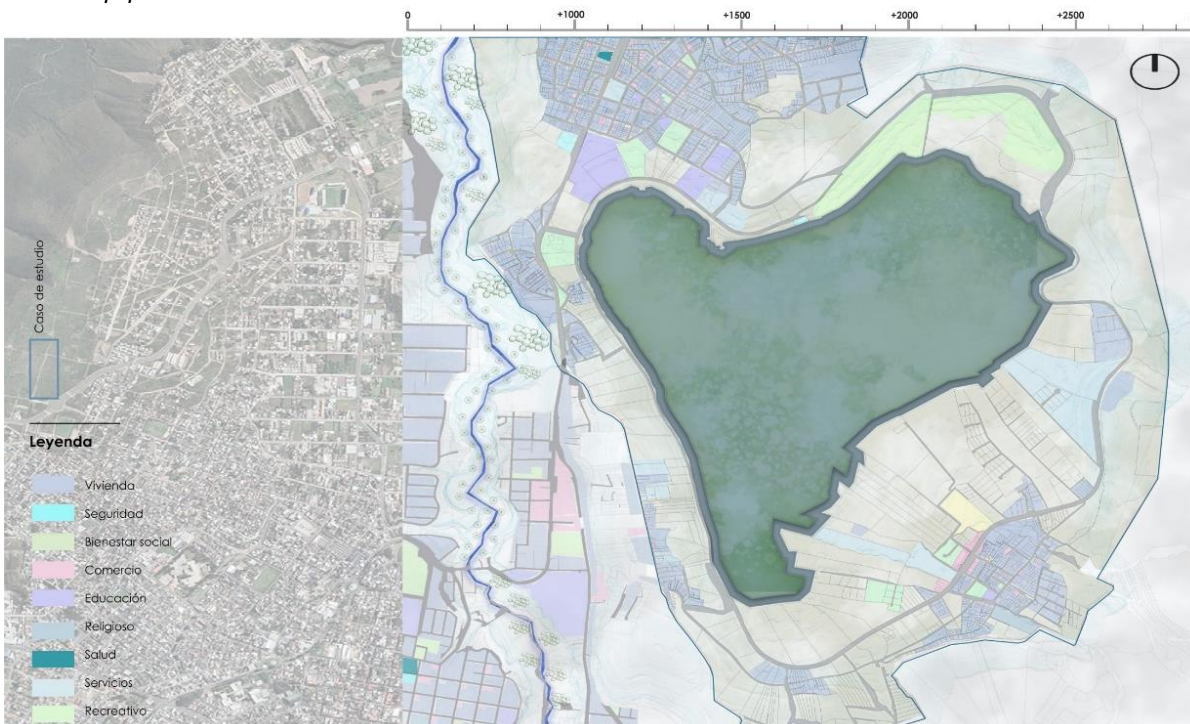 0 +1000 +1500 +2000 +2500
Caso de estudio
Leyenda
Vivienda
Seguridad
Bienestar social
Comercio
Educación
Religioso
Salud
Servicios
Recreativo